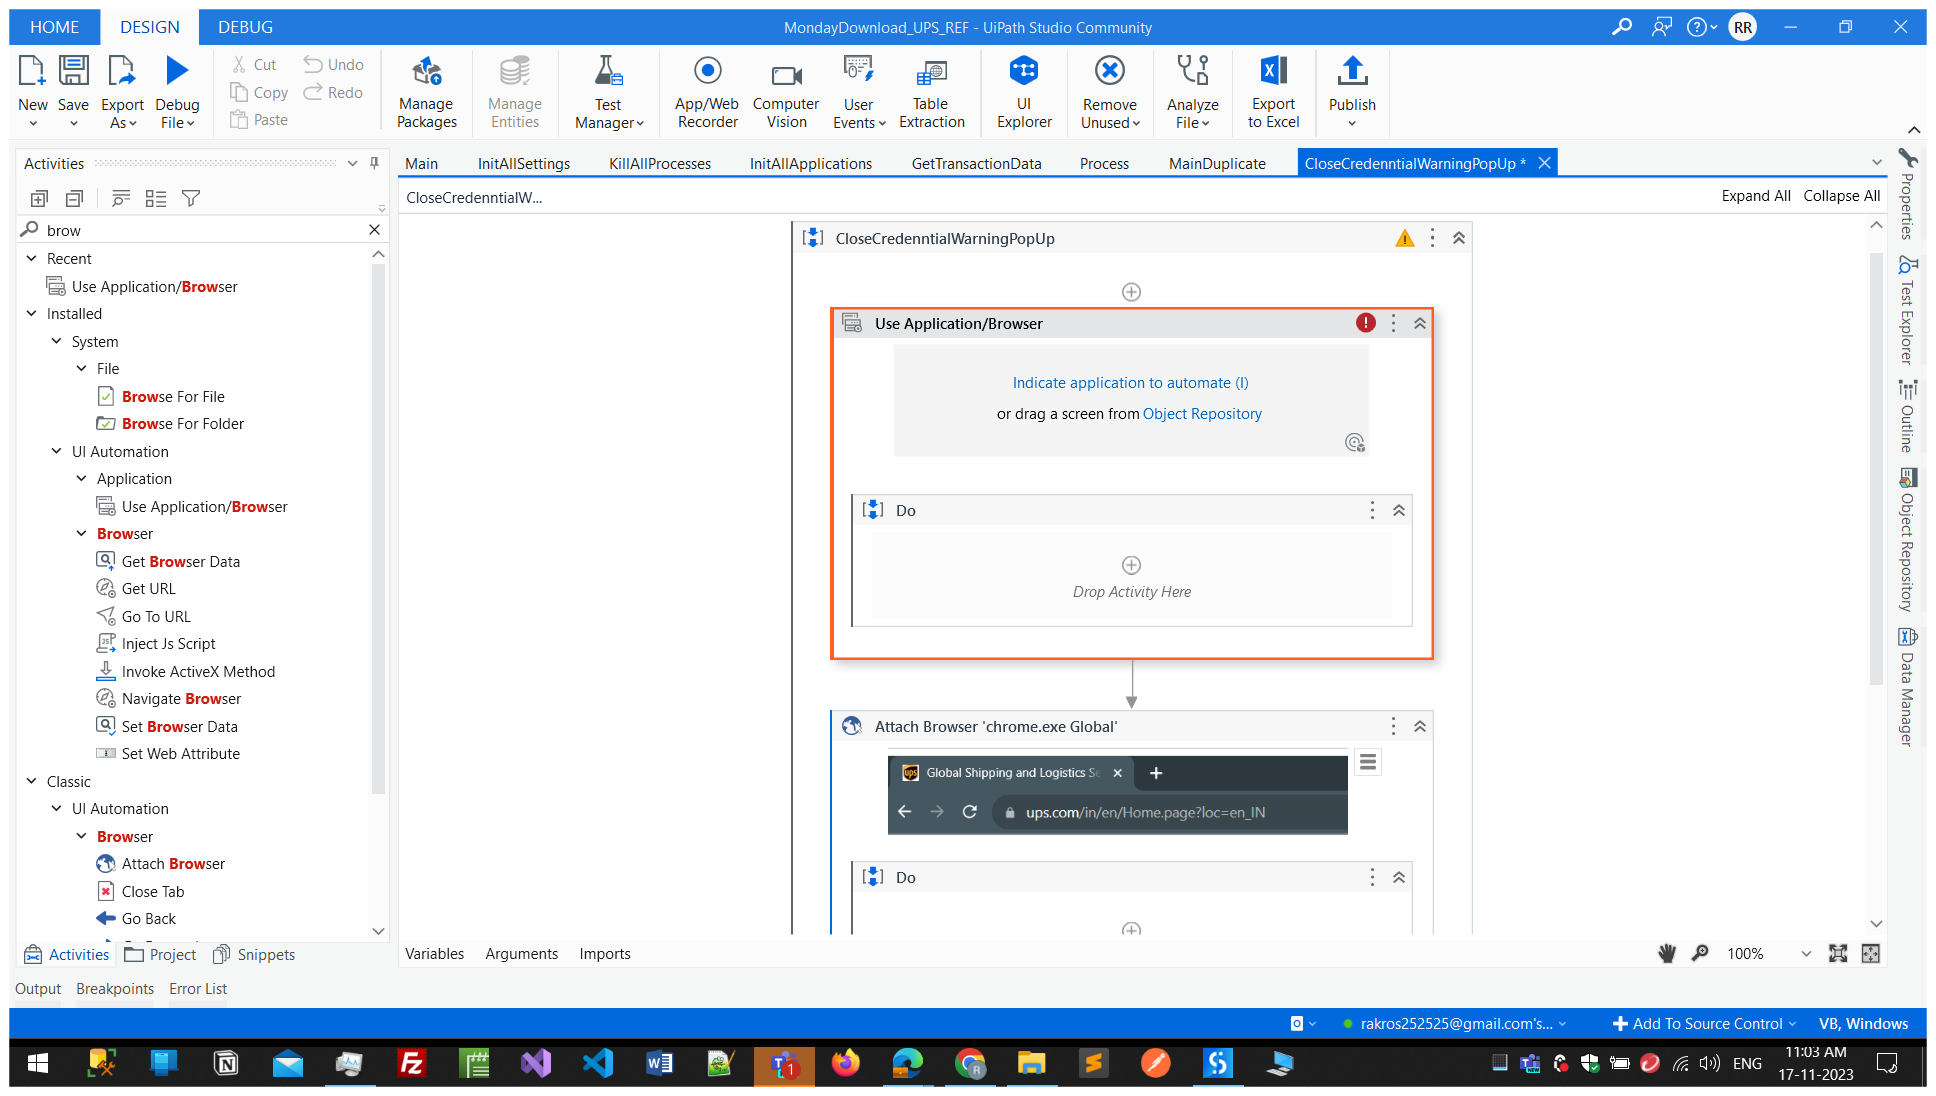 HOME DESIGN DEBUG MondayDownload_UPS_REF - UiPath Studio Community RR
New Save Export As Debug File Cut Copy Paste Undo Redo Manage Packages Manage Entities Test Manager App/Web Recorder Computer Vision User Events Table Extraction UI Explorer Remove Unused Analyze File Export to Excel Publish
Activities
Main InitAllSettings KillAllProcesses InitAllApplications GetTransactionData Process MainDuplicate CloseCredenntialWarningPopUp *
CloseCredenntialW... Expand All Collapse All
brow
Recent
Use Application/Browser
Installed
System
File
Browse For File
Browse For Folder
UI Automation
Application
Use Application/Browser
Browser
Get Browser Data
Get URL
Go To URL
Inject Js Script
Invoke ActiveX Method
Navigate Browser
Set Browser Data
Set Web Attribute
Classic
UI Automation
Browser
Attach Browser
Close Tab
Go Back
CloseCredenntialWarningPopUp
Use Application/Browser
Indicate application to automate (I)
or drag a screen from Object Repository
Do
Drop Activity Here
Attach Browser 'chrome.exe Global'
ups Global Shipping and Logistics Se
ups.com/in/en/Home.page?loc=en_IN
Do
Properties
Test Explorer
Outline
Object Repository
Data Manager
Activities Project Snippets
Variables Arguments Imports 100%
Output Breakpoints Error List
rakros252525@gmail.com's... Add To Source Control VB, Windows
ENG 11:03 AM
17-11-2023